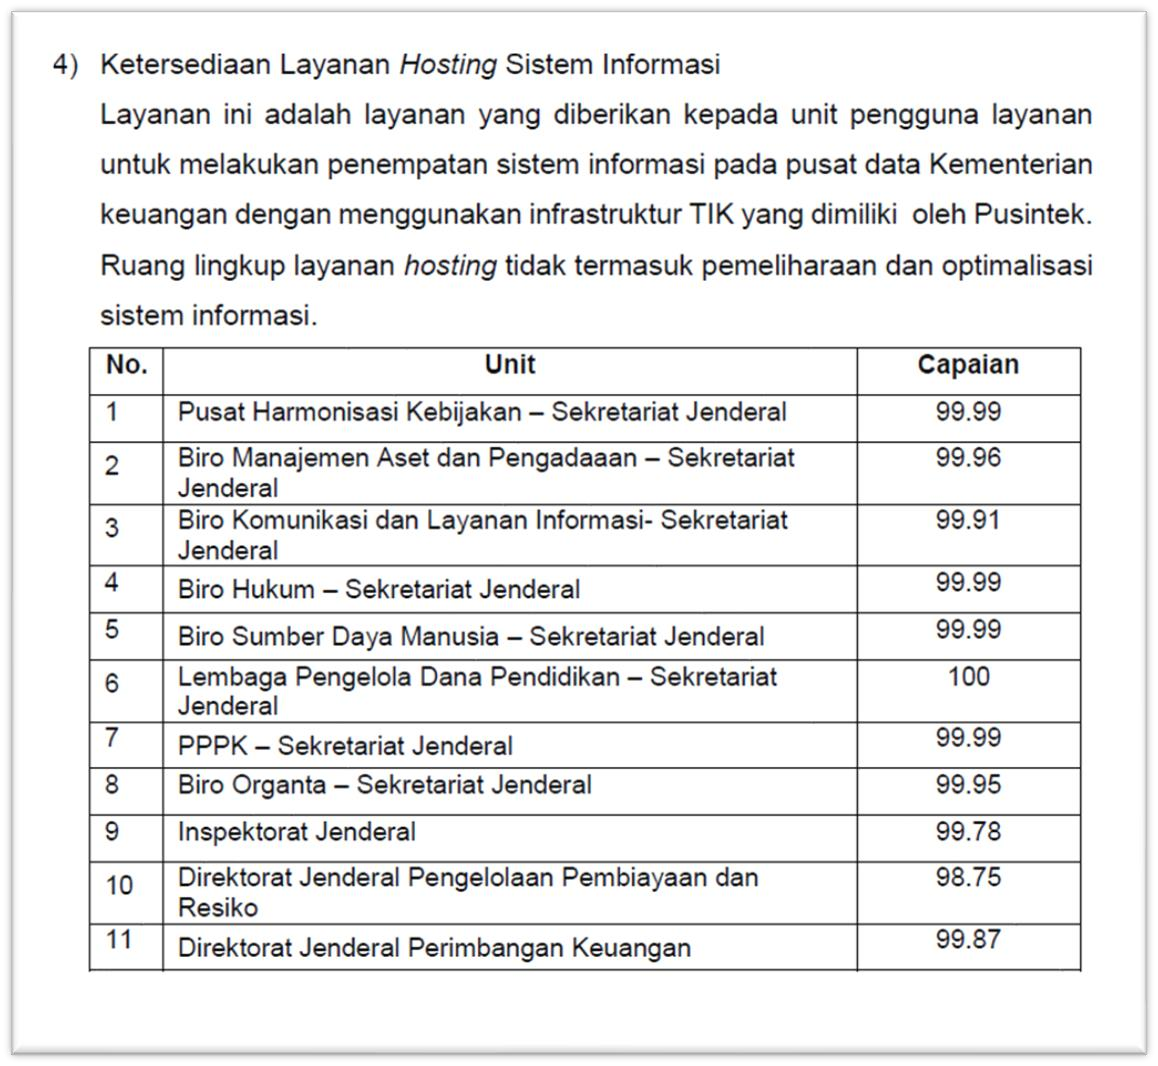 4) Ketersediaan Layanan Hosting Sistem Informasi
Layanan ini adalah layanan yang diberikan kepada unit pengguna layanan
untuk melakukan penempatan sistem informasi pada pusat data Kementerian
keuangan dengan menggunakan infrastruktur TIK yang dimiliki oleh Pusintek.
Ruang lingkup layanan hosting tidak termasuk pemeliharaan dan optimalisasi
sistem informasi.
No. Unit Capaian
1 Pusat Harmonisasi Kebijakan – Sekretariat Jenderal 99.99
2 Biro Manajemen Aset dan Pengadaaan – Sekretariat 99.96
Jenderal
3 Biro Komunikasi dan Layanan Informasi- Sekretariat 99.91
Jenderal
4 Biro Hukum – Sekretariat Jenderal 99.99
5 Biro Sumber Daya Manusia – Sekretariat Jenderal 99.99
6 Lembaga Pengelola Dana Pendidikan – Sekretariat 100
Jenderal
7 PPPK – Sekretariat Jenderal 99.99
8 Biro Organta – Sekretariat Jenderal 99.95
9 Inspektorat Jenderal 99.78
10 Direktorat Jenderal Pengelolaan Pembiayaan dan 98.75
Resiko
11 Direktorat Jenderal Perimbangan Keuangan 99.87